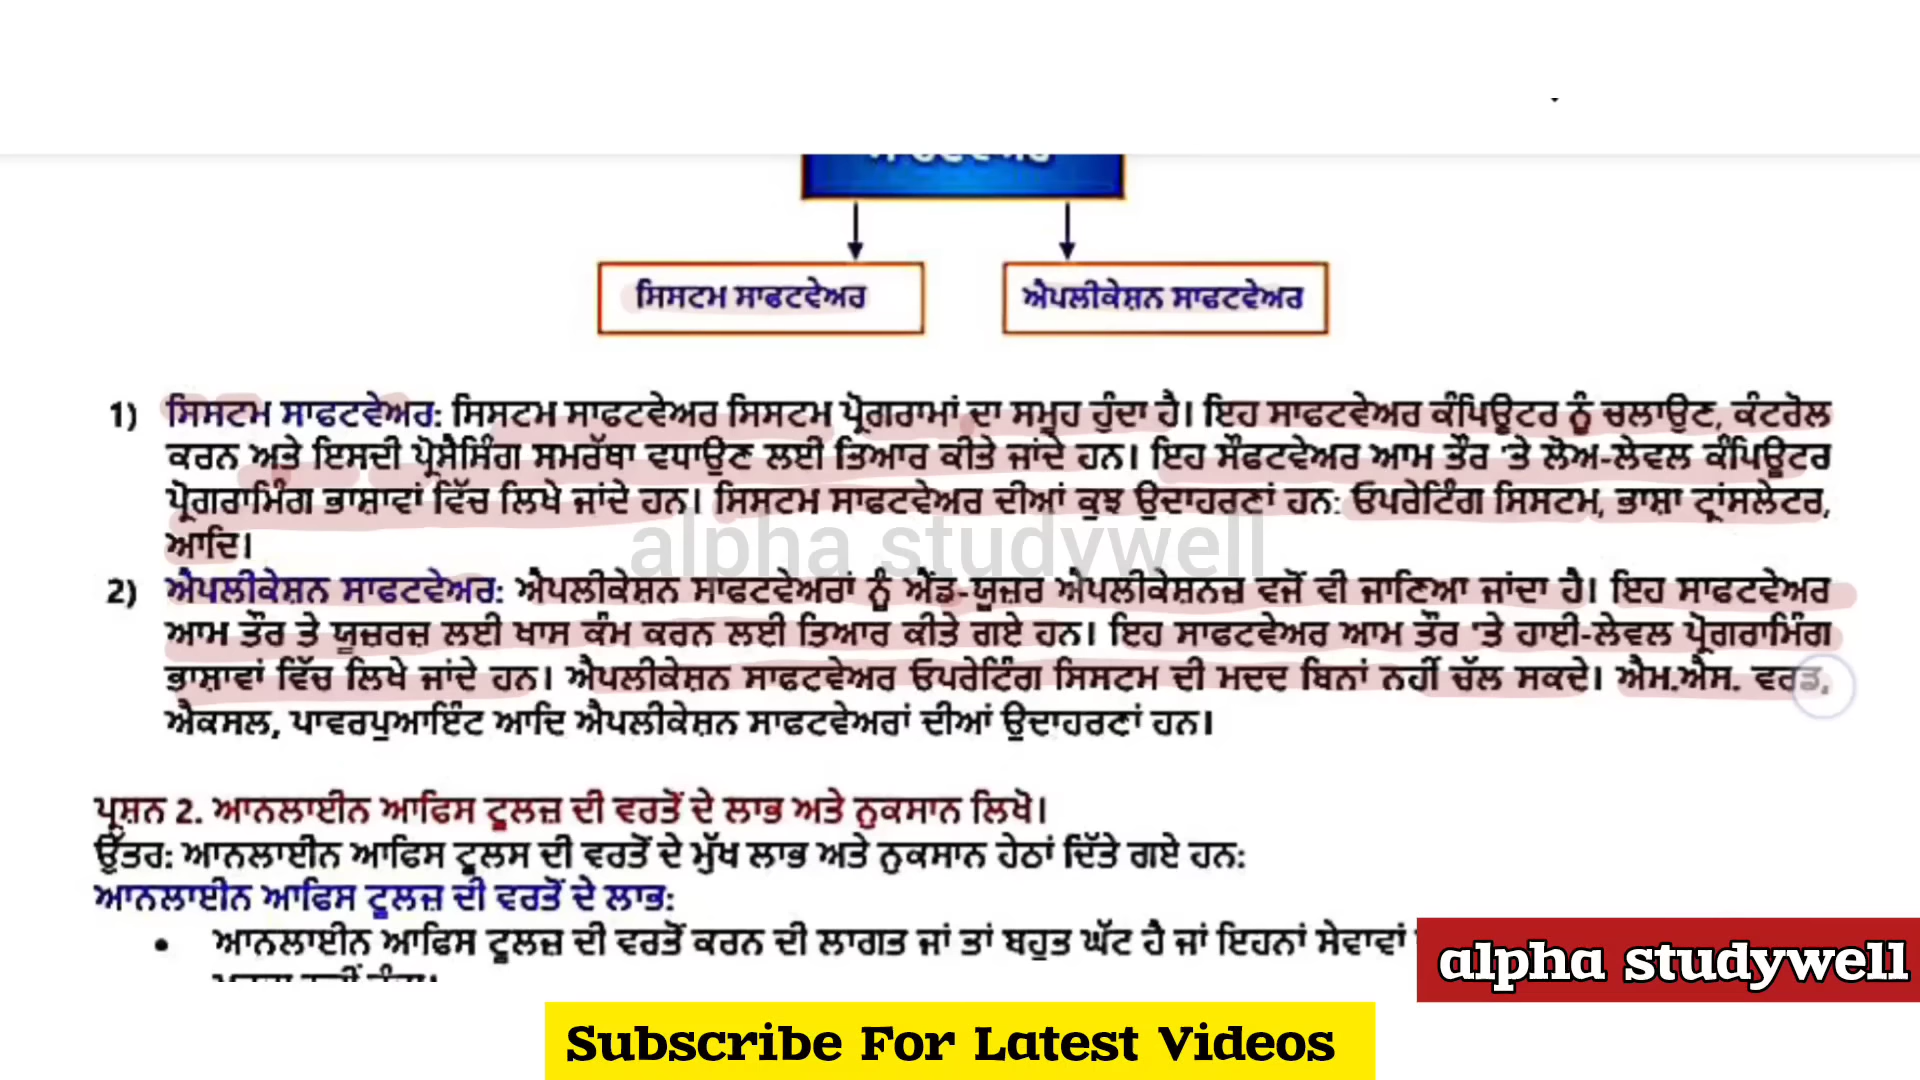 ਸਿਸਟਮ ਸਾਫਟਵੇਅਰ
ਐਪਲੀਕੇਸ਼ਨ ਸਾਫਟਵੇਅਰ
1) ਸਿਸਟਮ ਸਾਫਟਵੇਅਰ: ਸਿਸਟਮ ਸਾਫਟਵੇਅਰ ਸਿਸਟਮ ਪ੍ਰੋਗਰਾਮਾਂ ਦਾ ਸਮੂਹ ਹੁੰਦਾ ਹੈ। ਇਹ ਸਾਫਟਵੇਅਰ ਕੰਪਿਊਟਰ ਨੂੰ ਚਲਾਉਣ, ਕੰਟਰੋਲ
ਕਰਨ ਅਤੇ ਇਸਦੀ ਪ੍ਰੋਸੈਸਿੰਗ ਸਮਰੱਥਾ ਵਧਾਉਣ ਲਈ ਤਿਆਰ ਕੀਤੇ ਜਾਂਦੇ ਹਨ। ਇਹ ਸੌਫਟਵੇਅਰ ਆਮ ਤੌਰ 'ਤੇ ਲੋਅ-ਲੇਵਲ ਕੰਪਿਊਟਰ
ਪ੍ਰੋਗਰਾਮਿੰਗ ਭਾਸ਼ਾਵਾਂ ਵਿੱਚ ਲਿਖੇ ਜਾਂਦੇ ਹਨ। ਸਿਸਟਮ ਸਾਫਟਵੇਅਰ ਦੀਆਂ ਕੁਝ ਉਦਾਹਰਣਾਂ ਹਨ: ਓਪਰੇਟਿੰਗ ਸਿਸਟਮ, ਭਾਸ਼ਾ ਟ੍ਰਾਂਸਲੇਟਰ,
ਆਦਿ।
alpha studywell
2) ਐਪਲੀਕੇਸ਼ਨ ਸਾਫਟਵੇਅਰ: ਐਪਲੀਕੇਸ਼ਨ ਸਾਫਟਵੇਅਰਾਂ ਨੂੰ ਐਂਡ-ਯੂਜ਼ਰ ਐਪਲੀਕੇਸ਼ਨਜ਼ ਵਜੋਂ ਵੀ ਜਾਣਿਆ ਜਾਂਦਾ ਹੈ। ਇਹ ਸਾਫਟਵੇਅਰ
ਆਮ ਤੌਰ ਤੇ ਯੂਜ਼ਰਜ਼ ਲਈ ਖਾਸ ਕੰਮ ਕਰਨ ਲਈ ਤਿਆਰ ਕੀਤੇ ਗਏ ਹਨ। ਇਹ ਸਾਫਟਵੇਅਰ ਆਮ ਤੌਰ 'ਤੇ ਹਾਈ-ਲੇਵਲ ਪ੍ਰੋਗਰਾਮਿੰਗ
ਭਾਸ਼ਾਵਾਂ ਵਿੱਚ ਲਿਖੇ ਜਾਂਦੇ ਹਨ। ਐਪਲੀਕੇਸ਼ਨ ਸਾਫਟਵੇਅਰ ਓਪਰੇਟਿੰਗ ਸਿਸਟਮ ਦੀ ਮਦਦ ਬਿਨਾਂ ਨਹੀਂ ਚੱਲ ਸਕਦੇ। ਐਮ.ਐਸ. ਵਰਡ,
ਐਕਸਲ, ਪਾਵਰਪੁਆਇੰਟ ਆਦਿ ਐਪਲੀਕੇਸ਼ਨ ਸਾਫਟਵੇਅਰਾਂ ਦੀਆਂ ਉਦਾਹਰਣਾਂ ਹਨ।
ਪ੍ਰਸ਼ਨ 2. ਆਨਲਾਈਨ ਆਫਿਸ ਟੂਲਜ਼ ਦੀ ਵਰਤੋਂ ਦੇ ਲਾਭ ਅਤੇ ਨੁਕਸਾਨ ਲਿਖੋ।
ਉੱਤਰ: ਆਨਲਾਈਨ ਆਫਿਸ ਟੂਲਸ ਦੀ ਵਰਤੋਂ ਦੇ ਮੁੱਖ ਲਾਭ ਅਤੇ ਨੁਕਸਾਨ ਹੇਠਾਂ ਦਿੱਤੇ ਗਏ ਹਨ:
ਆਨਲਾਈਨ ਆਫਿਸ ਟੂਲਜ਼ ਦੀ ਵਰਤੋਂ ਦੇ ਲਾਭ:
• ਆਨਲਾਈਨ ਆਫਿਸ ਟੂਲਜ਼ ਦੀ ਵਰਤੋਂ ਕਰਨ ਦੀ ਲਾਗਤ ਜਾਂ ਤਾਂ ਬਹੁਤ ਘੱਟ ਹੈ ਜਾਂ ਇਹਨਾਂ ਸੇਵਾਵਾਂ
alpha studywell
Subscribe For Latest Videos